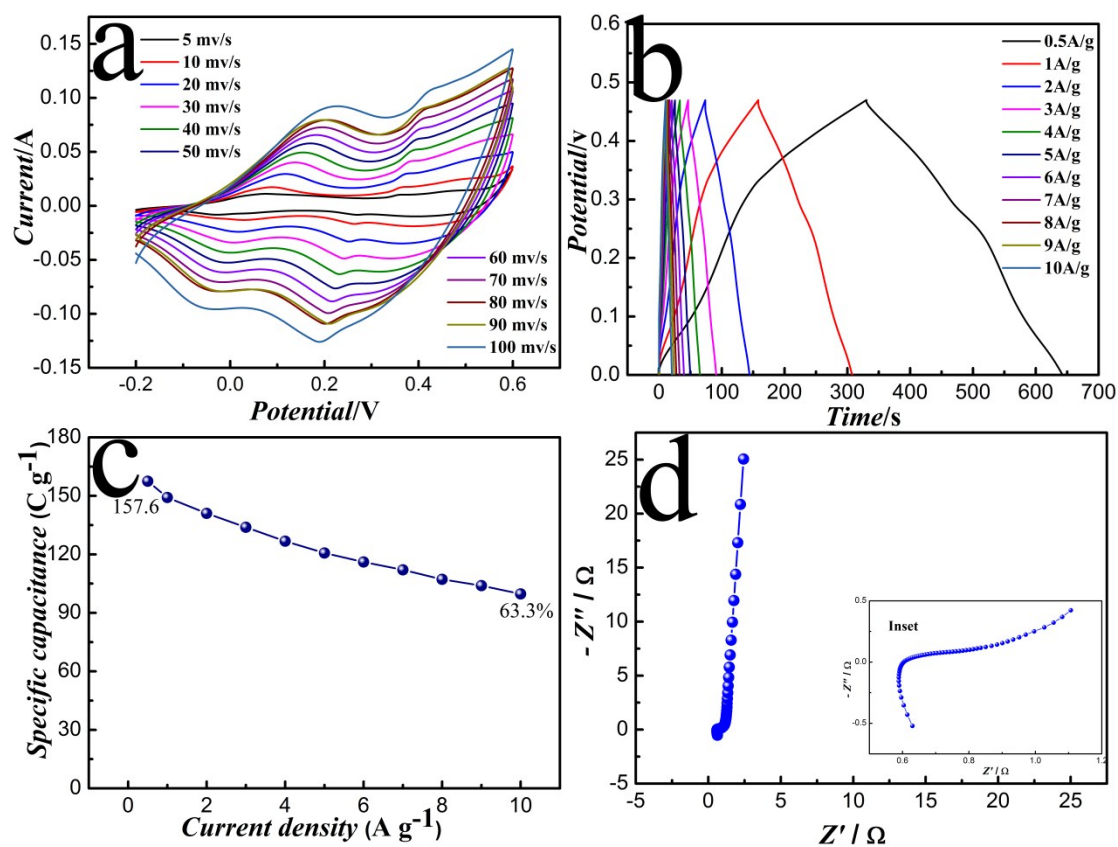 a
0.15
0.10
0.05
0.00
-0.05
-0.10
-0.15
Current/A
5 mv/s
10 mv/s
20 mv/s
30 mv/s
40 mv/s
50 mv/s
60 mv/s
70 mv/s
80 mv/s
90 mv/s
100 mv/s
-0.2 0.0 0.2 0.4 0.6
Potential/V
b
0.6
0.5
0.4
0.3
0.2
0.1
0.0
Potential/v
0.5A/g
1A/g
2A/g
3A/g
4A/g
5A/g
6A/g
7A/g
8A/g
9A/g
10A/g
0 100 200 300 400 500 600 700
Time/s
c
180
150
120
90
60
30
0
Specific capacitance (C g-1)
157.6
63.3%
0 2 4 6 8 10
Current density (A g-1)
d
25
20
15
10
5
0
-5
- Z'' / Ω
-5 0 5 10 15 20 25
Z' / Ω
Inset
0.5
0.0
-0.5
- Z'' / Ω
0.6 0.8 1.0 1.2
Z' / Ω